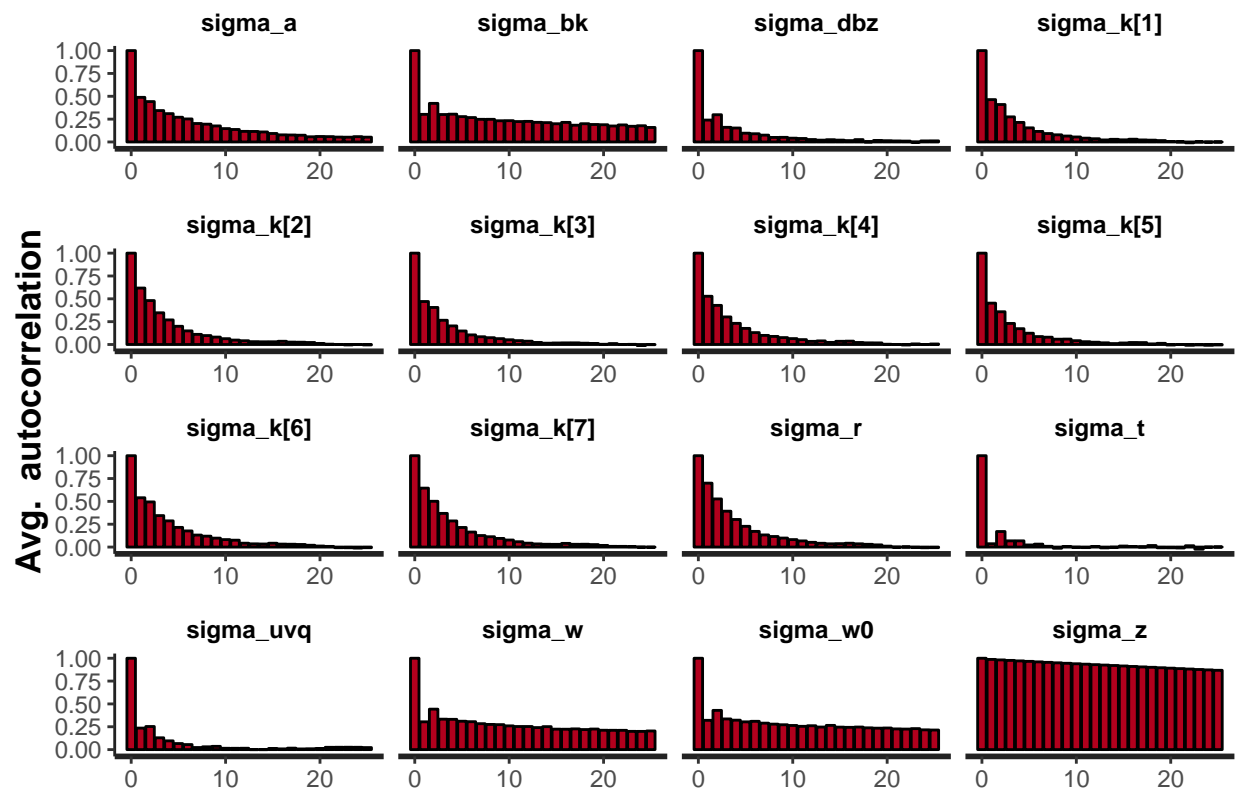 sigma_a sigma_bk sigma_dbz sigma_k[1]
1.00
0.75
0.50
0.25
0.00
0 10 20 0 10 20 0 10 20 0 10 20
sigma_k[2] sigma_k[3] sigma_k[4] sigma_k[5]
1.00
0.75
0.50
0.25
0.00
0 10 20 0 10 20 0 10 20 0 10 20
Avg. autocorrelation
sigma_k[6] sigma_k[7] sigma_r sigma_t
1.00
0.75
0.50
0.25
0.00
0 10 20 0 10 20 0 10 20 0 10 20
sigma_uvq sigma_w sigma_w0 sigma_z
1.00
0.75
0.50
0.25
0.00
0 10 20 0 10 20 0 10 20 0 10 20